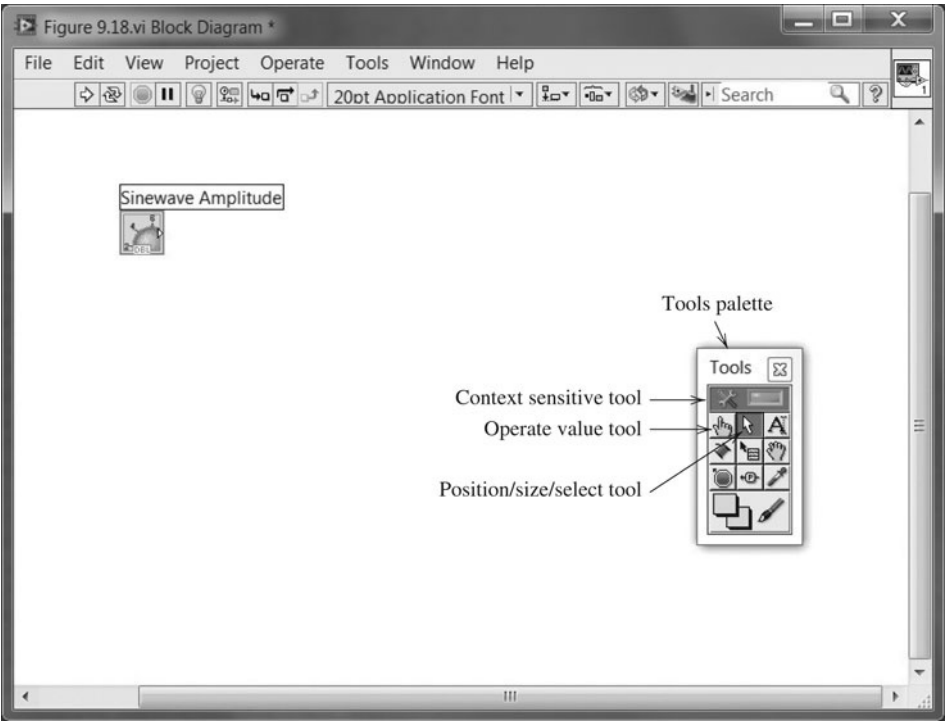 Figure 9.18.vi Block Diagram *
File Edit View Project Operate Tools Window Help
20pt Application Font
Search
1
Sinewave Amplitude
DBL
Tools palette
Tools
Context sensitive tool
Operate value tool
A
Position/size/select tool